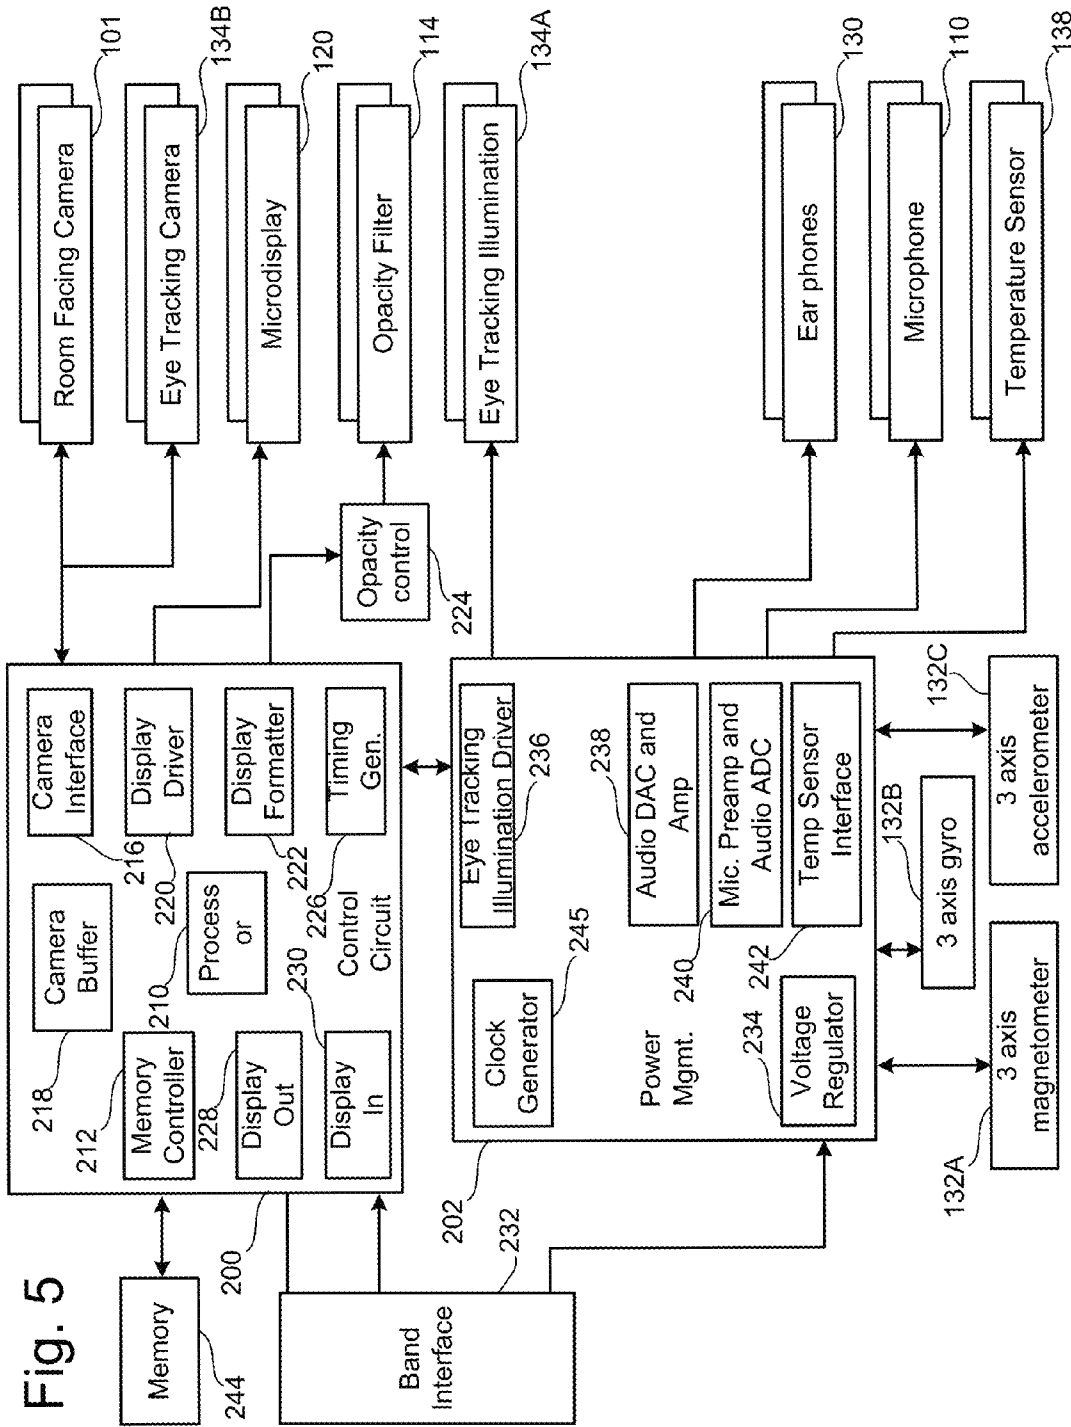 Fig. 5
Room Facing Camera
101
Eye Tracking Camera
134B
Microdisplay
120
Opacity Filter
114
Eye Tracking Illumination
134A
Ear phones
130
Microphone
110
Temperature Sensor
138
Opacity
control
224
Camera
Interface
216
Display
Driver
220
Display
Formatter
222
Timing
Gen.
226
Camera
Buffer
218
Process
or
210
Control
Circuit
Memory
Controller
212
Display
Out
228
Display
In
230
200
Memory
244
Band
Interface
232
Eye Tracking
Illumination Driver
236
Audio DAC and
Amp
238
Mic. Preamp and
Audio ADC
240
Temp Sensor
Interface
242
Clock
Generator
245
Power
Mgmt.
Voltage
Regulator
234
202
3 axis
magnetometer
132A
3 axis gyro
132B
3 axis
accelerometer
132C